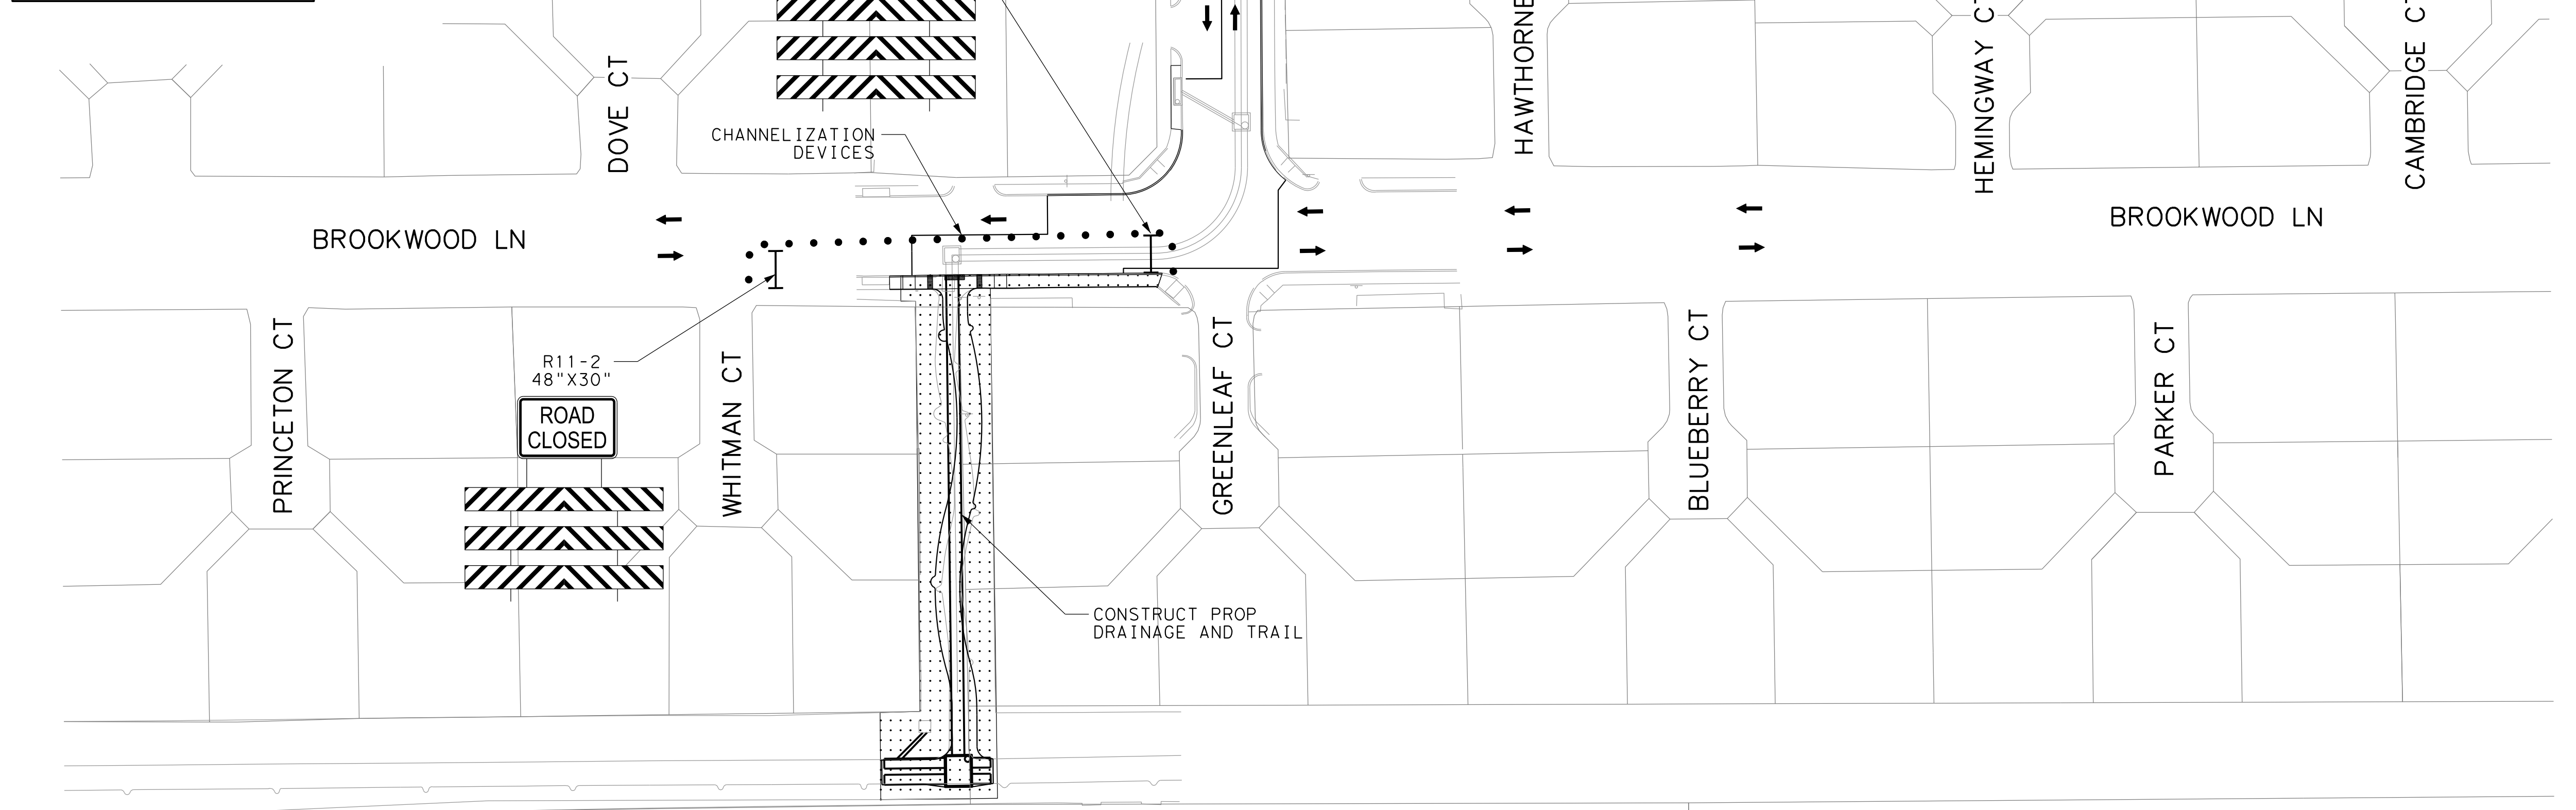 DOVE CT
HAWTHORNE
HEMINGWAY CT
CAMBRIDGE CT
CHANNELIZATION
DEVICES
BROOKWOOD LN
BROOKWOOD LN
R11-2
48"X30"
ROAD
CLOSED
PRINCETON CT
WHITMAN CT
GREENLEAF CT
BLUEBERRY CT
PARKER CT
CONSTRUCT PROP
DRAINAGE AND TRAIL